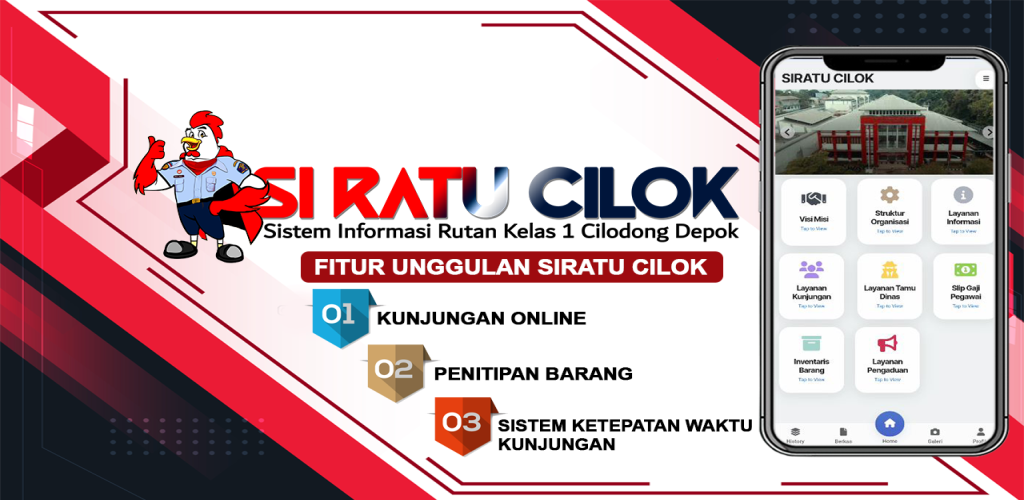 SI RATU CILOK
Sistem Informasi Rutan Kelas 1 Cilodong Depok
FITUR UNGGULAN SIRATU CILOK
01 KUNJUNGAN ONLINE
02 PENITIPAN BARANG
03 SISTEM KETEPATAN WAKTU
KUNJUNGAN
SIRATU CILOK
Visi Misi
Tap to View
Struktur
Organisasi
Tap to View
Layanan
Informasi
Tap to View
Layanan
Kunjungan
Tap to View
Layanan Tamu
Dinas
Tap to View
Slip Gaji
Pegawai
Tap to View
Inventaris
Barang
Tap to View
Layanan
Pengaduan
Tap to View
History
Berkas
Home
Galeri